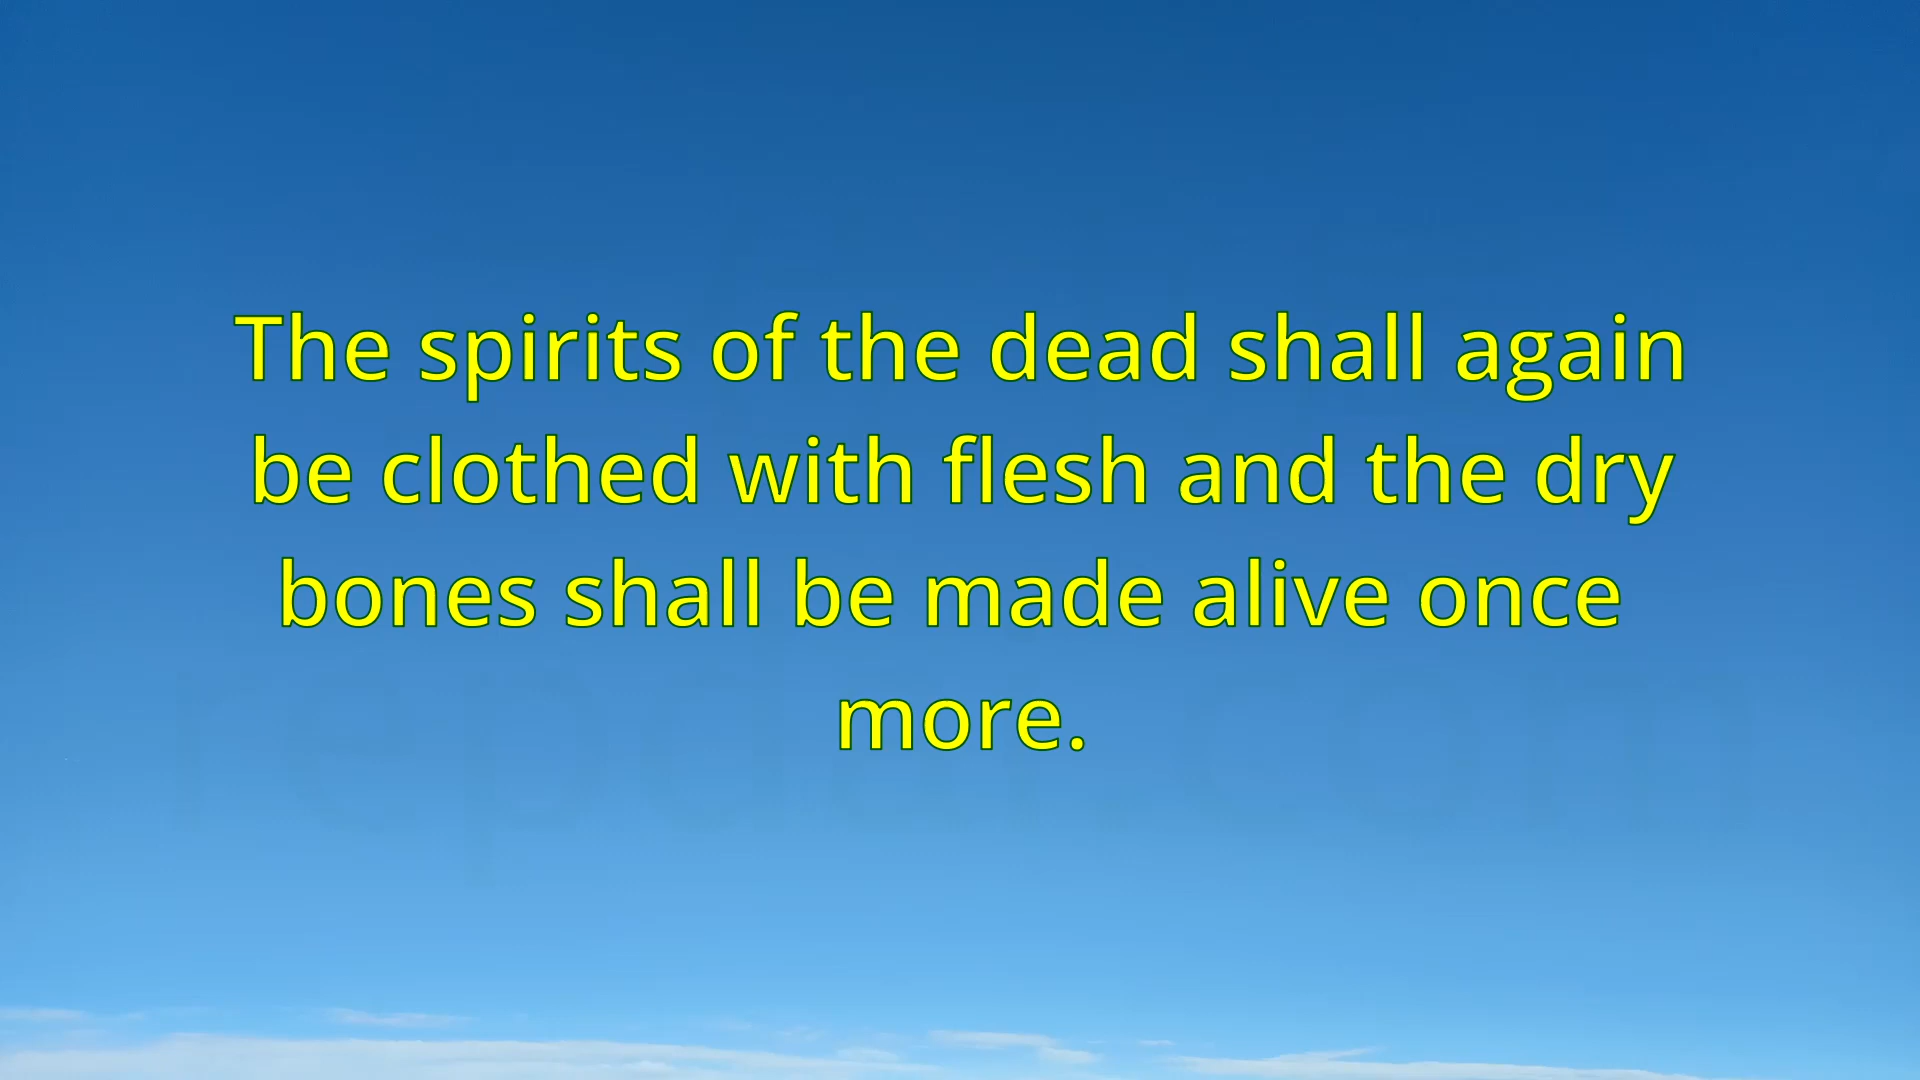 The spirits of the dead shall again
be clothed with flesh and the dry
bones shall be made alive once
more.